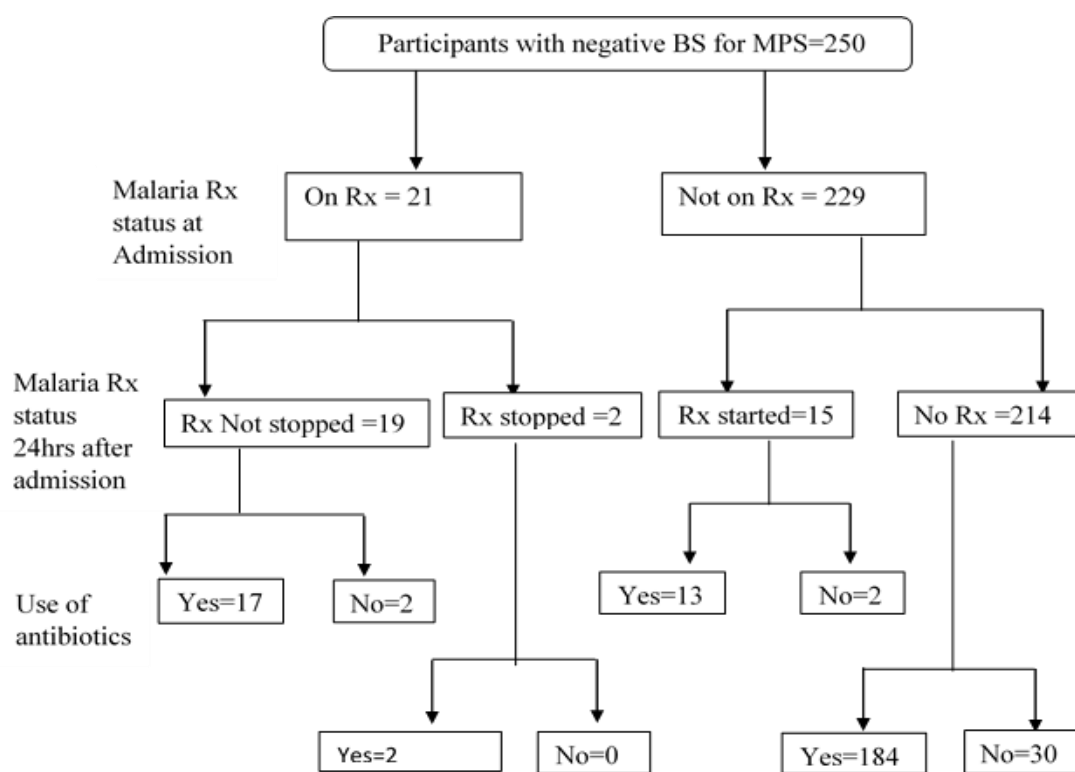 Participants with negative BS for MPS=250
Malaria Rx
status at
Admission
On Rx = 21
Not on Rx = 229
Malaria Rx
status
24hrs after
admission
Rx Not stopped =19
Rx stopped =2
Rx started=15
No Rx =214
Use of
antibiotics
Yes=17
No=2
Yes=13
No=2
Yes=2
No=0
Yes=184
No=30